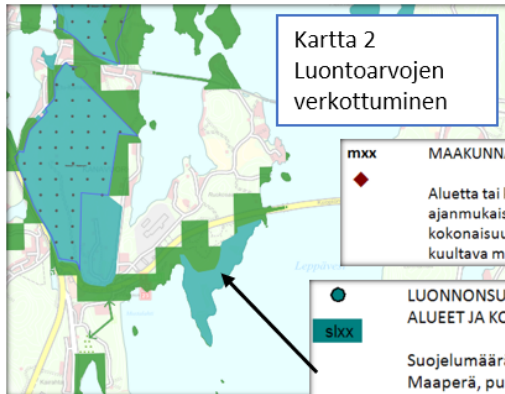 Kartta 2
Luontoarvojen
verkottuminen
mxx MAAKUNNA
Aluetta tai
ajanmukais
kokonaisuu
kuultava m
Leppävesi
LUONNONSU
slxx ALUEET JA KO
Suojelumäärä
Maaperä, pu